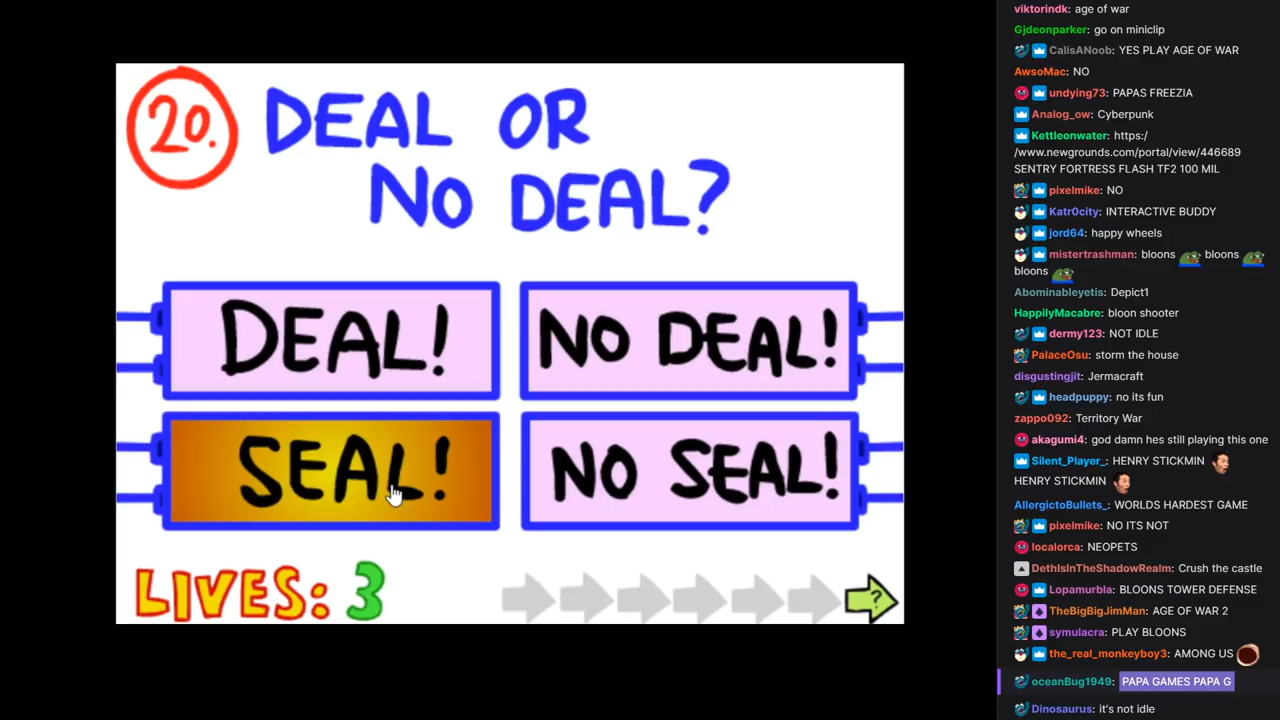 20.
DEAL OR
NO DEAL?
DEAL!
NO DEAL!
SEAL!
NO SEAL!
LIVES: 3
?
viktorindk: age of war
Gjdeonparker: go on miniclip
CalisANoob: YES PLAY AGE OF WAR
AwsoMac: NO
undying73: PAPAS FREEZIA
Analog_ow: Cyberpunk
Kettleonwater: https:/
/www.newgrounds.com/portal/view/446689
SENTRY FORTRESS FLASH TF2 100 MIL
pixelmike: NO
Katr0city: INTERACTIVE BUDDY
jord64: happy wheels
mistertrashman: bloons bloons
bloons
Abominableyetis: Depict1
HappilyMacabre: bloon shooter
dermy123: NOT IDLE
PalaceOsu: storm the house
disgustingjit: Jermacraft
headpuppy: no its fun
zappo092: Territory War
akagumi4: god damn hes still playing this one
Silent_Player_: HENRY STICKMIN
HENRY STICKMIN
AllergictoBullets_: WORLDS HARDEST GAME
pixelmike: NO ITS NOT
localorca: NEOPETS
DethIsInTheShadowRealm: Crush the castle
Lopamurbla: BLOONS TOWER DEFENSE
TheBigBigJimMan: AGE OF WAR 2
symulacra: PLAY BLOONS
the_real_monkeyboy3: AMONG US
oceanBug1949: PAPA GAMES PAPA G
Dinosaurus: it's not idle